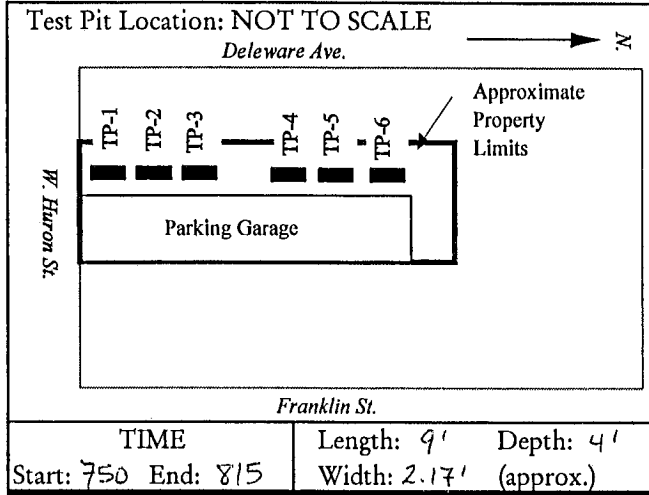 Test Pit Location: NOT TO SCALE
N.
Deleware Ave.
Approximate
Property
Limits
TP-1
TP-2
TP-3
TP-4
TP-5
TP-6
W. Huron St.
Parking Garage
Franklin St.
TIME
Start: 750 End: 815
Length: 9' Depth: 4'
Width: 2.17' (approx.)